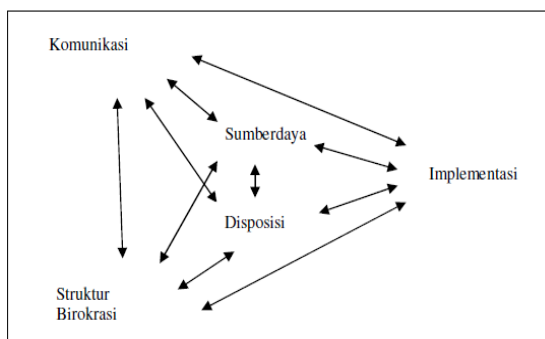 Komunikasi
Sumberdaya
Implementasi
Disposisi
Struktur
Birokrasi